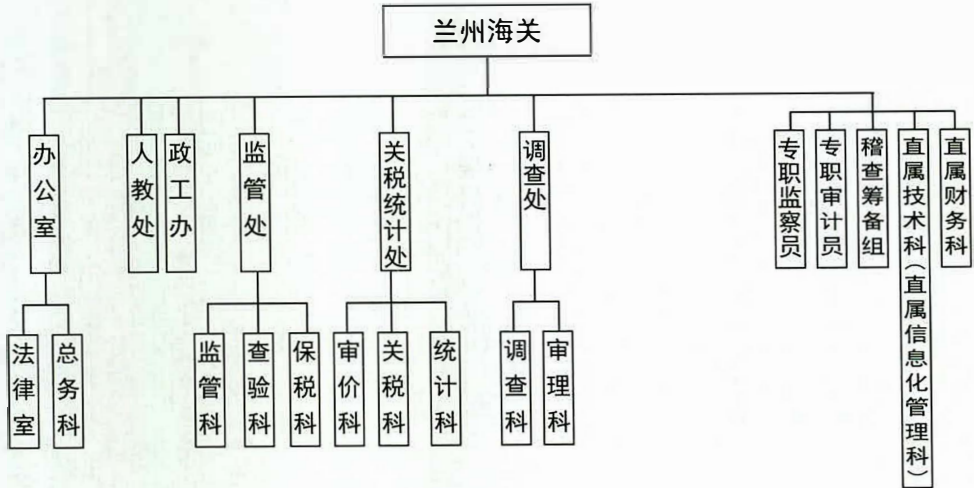 兰州海关
办公室
人教处
政工办
监管处
关税统计处
调查处
专职监察员
专职审计员
稽查筹备组
直属技术科(直属信息化管理科)
直属财务科
法律室
总务科
监管科
查验科
保税科
审价科
关税科
统计科
调查科
审理科